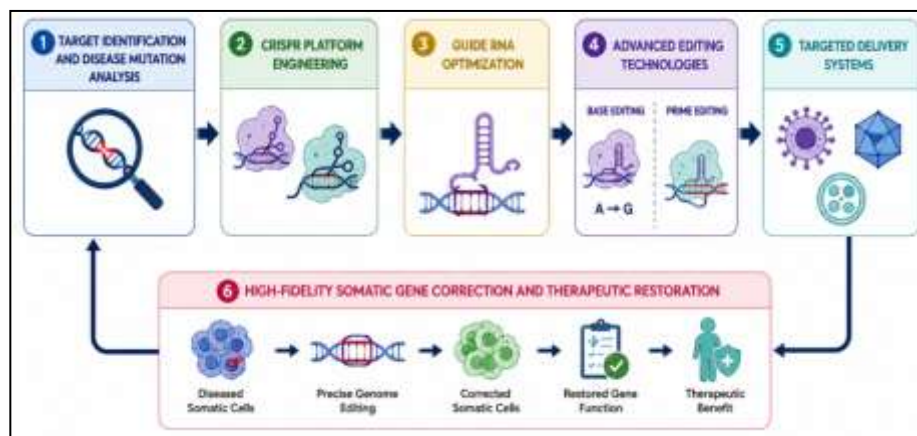 1 TARGET IDENTIFICATION
AND DISEASE MUTATION
ANALYSIS
2 CRISPR PLATFORM
ENGINEERING
3 GUIDE RNA
OPTIMIZATION
4 ADVANCED EDITING
TECHNOLOGIES
BASE EDITING
PRIME EDITING
A → G
5 TARGETED DELIVERY
SYSTEMS
6 HIGH-FIDELITY SOMATIC GENE CORRECTION AND THERAPEUTIC RESTORATION
Diseased
Somatic Cells
Precise Genome
Editing
Corrected
Somatic Cells
Restored Gene
Function
Therapeutic
Benefit